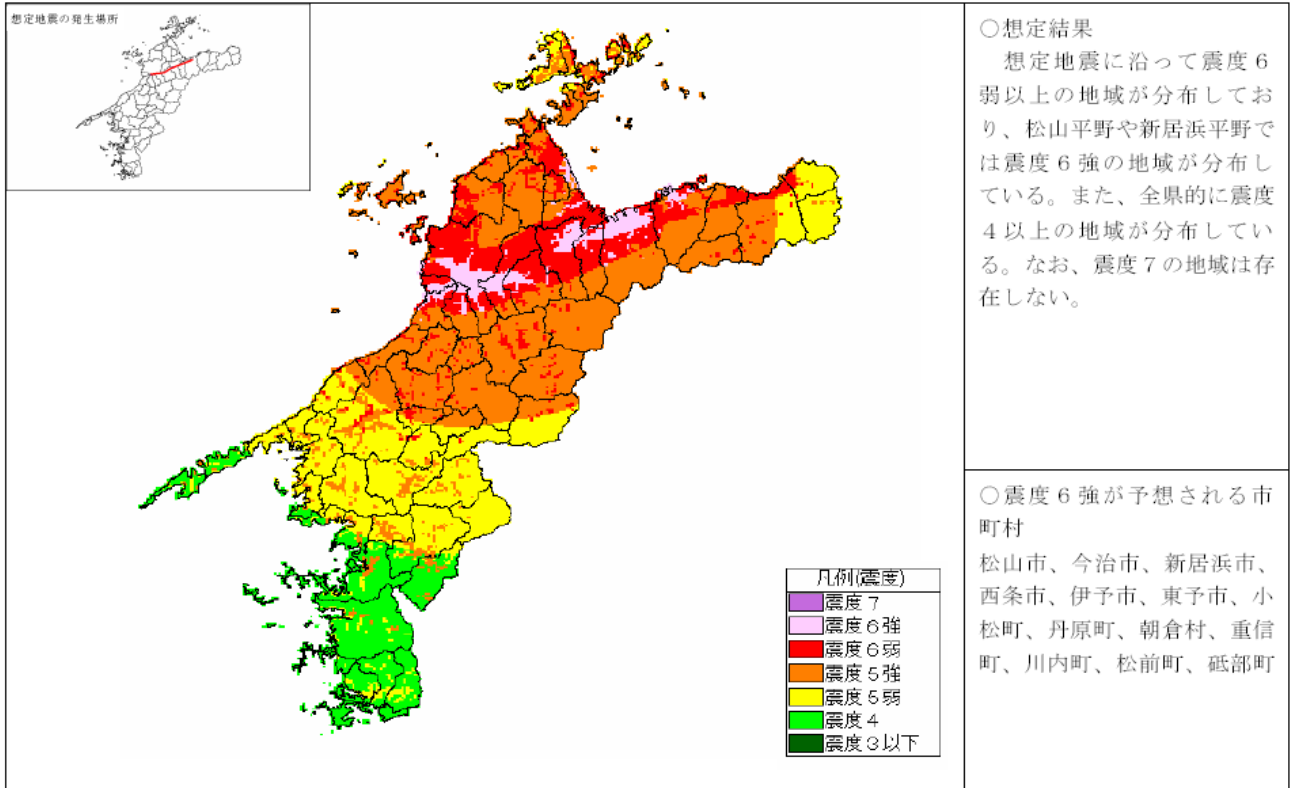 想定地震の発生場所
○想定結果
　想定地震に沿って震度６
弱以上の地域が分布してお
り、松山平野や新居浜平野で
は震度６強の地域が分布し
ている。また、全県的に震度
４以上の地域が分布してい
る。なお、震度７の地域は存
在しない。
○震度６強が予想される市
町村
松山市、今治市、新居浜市、
西条市、伊予市、東予市、小
松町、丹原町、朝倉村、重信
町、川内町、松前町、砥部町
凡例(震度)
震度７
震度６強
震度６弱
震度５強
震度５弱
震度４
震度３以下